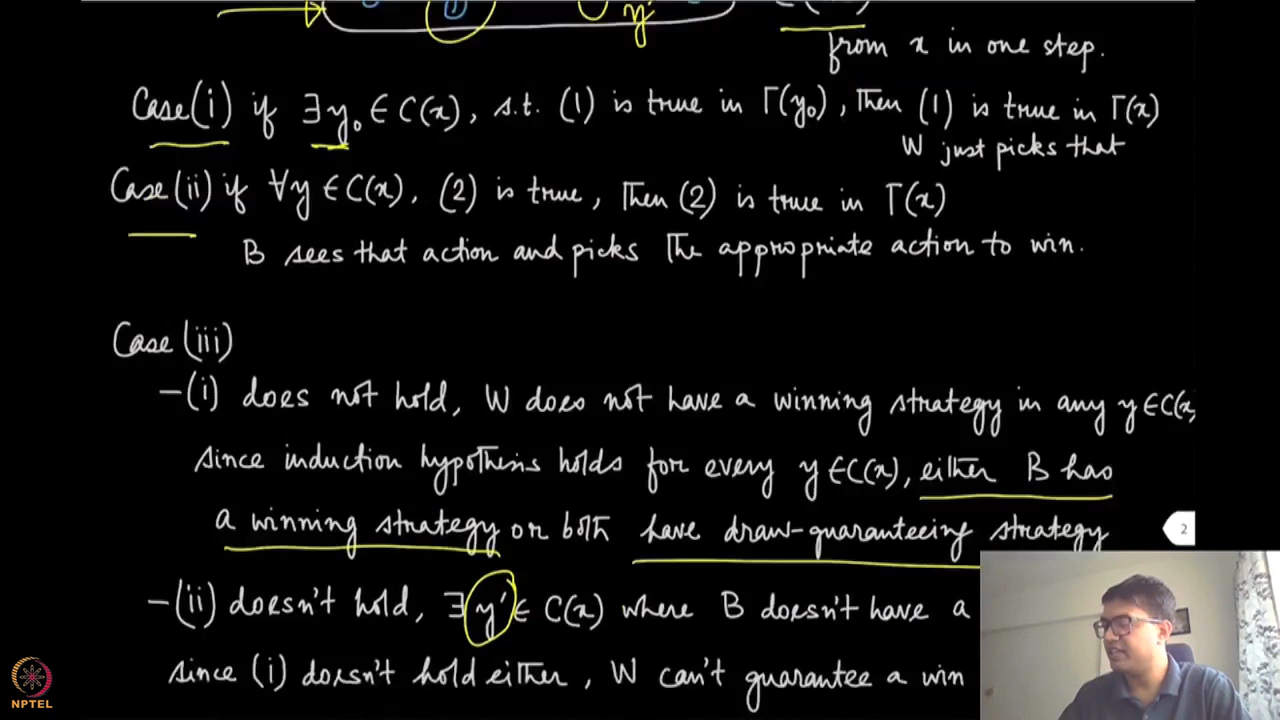 y
from x in one step.
Case(i) if ∃ y₀ ∈ C(x), s.t. (1) is true in Γ(y₀), Then (1) is true in Γ(x)
W just picks that
Case(ii) if ∀y ∈ C(x), (2) is true, Then (2) is true in Γ(x)
B sees that action and picks The appropriate action to win.
Case (iii)
– (i) does not hold, W does not have a winning strategy in any y ∈ C(x
since induction hypothesis holds for every y ∈ C(x), either B has
a winning strategy or both have draw-guaranteeing strategy
2
– (ii) doesn't hold, ∃ y' ∈ C(x) where B doesn't have a
since (i) doesn't hold either, W can't guarantee a win
NPTEL